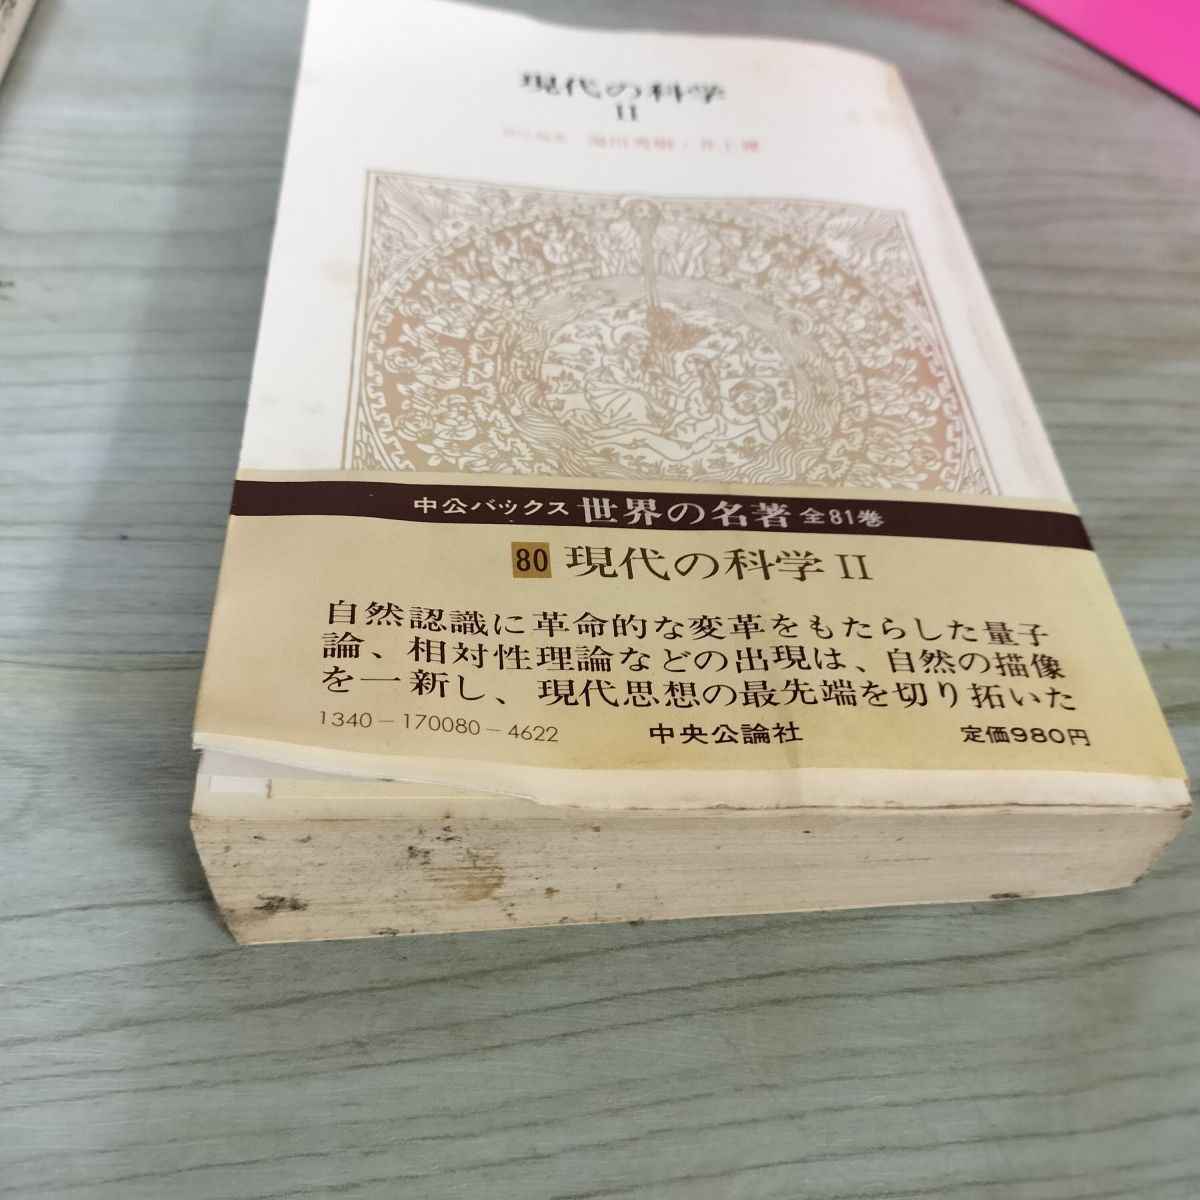 現代の科学
II
責任編集 湯川秀樹・井上健
中公バックス 世界の名著 全81巻
80 現代の科学 II
自然認識に革命的な変革をもたらした量子
論、相対性理論などの出現は、自然の描像
を一新し、現代思想の最先端を切り拓いた
1340-170080-4622 中央公論社 定価980円